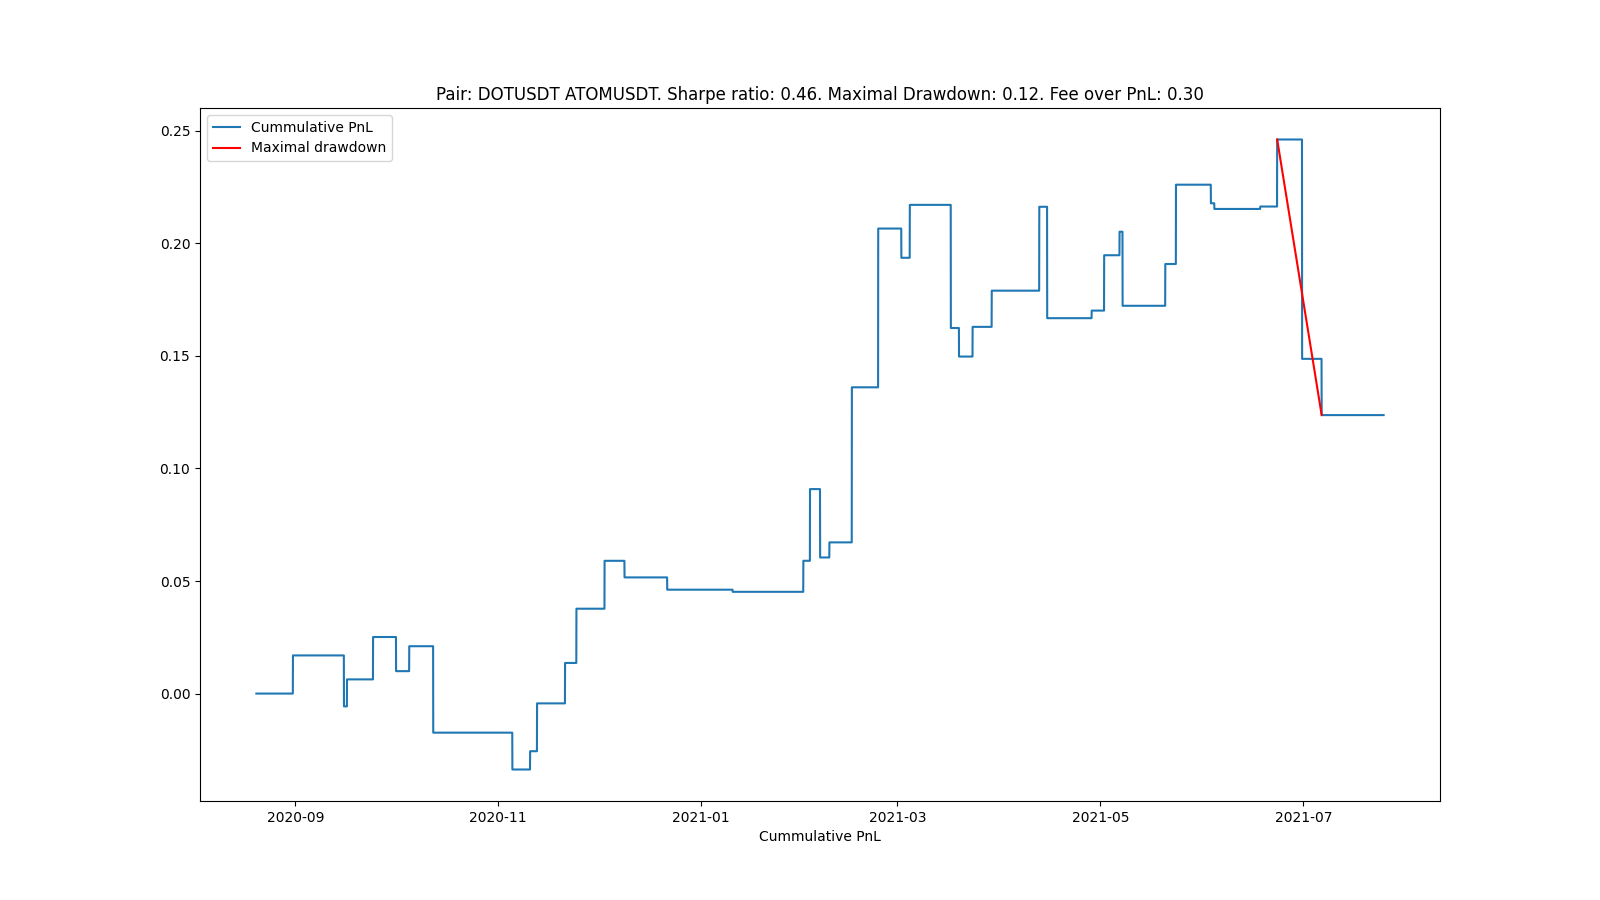 Pair: DOTUSDT ATOMUSDT. Sharpe ratio: 0.46. Maximal Drawdown: 0.12. Fee over PnL: 0.30
Cummulative PnL
Maximal drawdown
0.25
0.20
0.15
0.10
0.05
0.00
2020-09 2020-11 2021-01 2021-03 2021-05 2021-07
Cummulative PnL